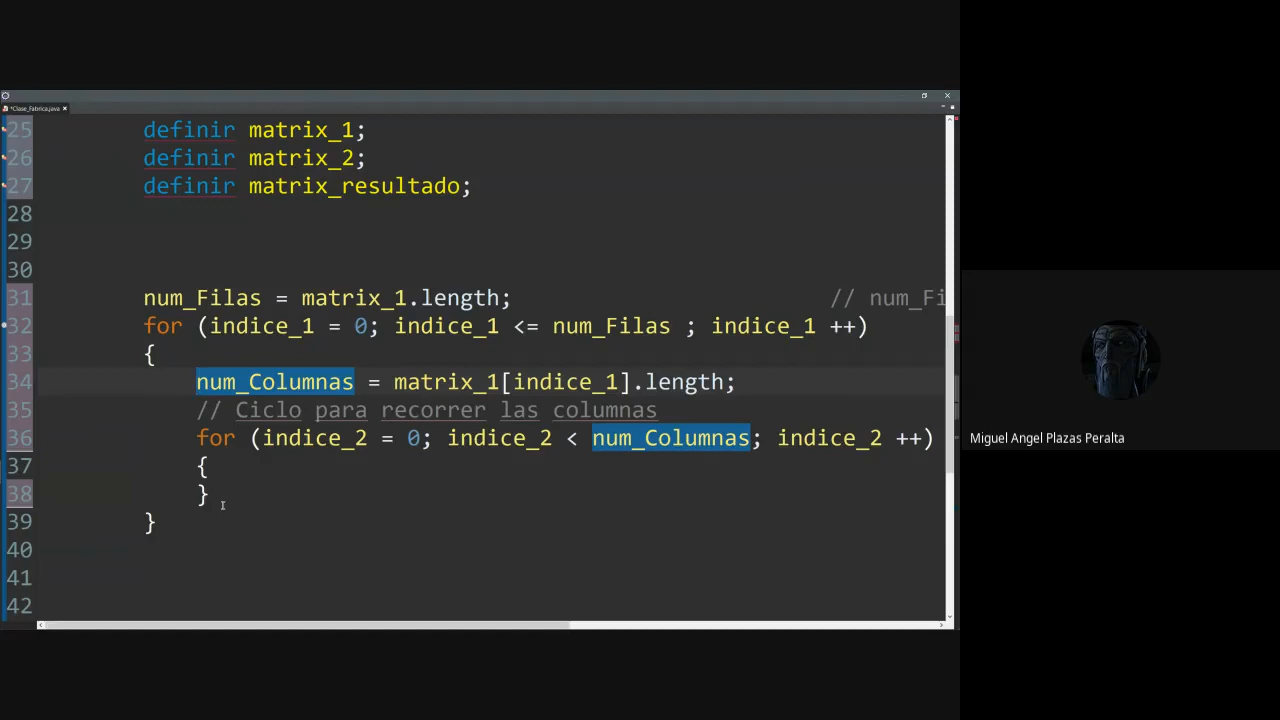 *Clase_Fabrica.java
25 definir matrix_1;
26 definir matrix_2;
27 definir matrix_resultado;
28
29
30
31 num_Filas = matrix_1.length; // num_Fi
32 for (indice_1 = 0; indice_1 <= num_Filas ; indice_1 ++)
33 {
34 num_Columnas = matrix_1[indice_1].length;
35 // Ciclo para recorrer las columnas
36 for (indice_2 = 0; indice_2 < num_Columnas; indice_2 ++)
37 {
38 }
39 }
40
41
42
Miguel Angel Plazas Peralta